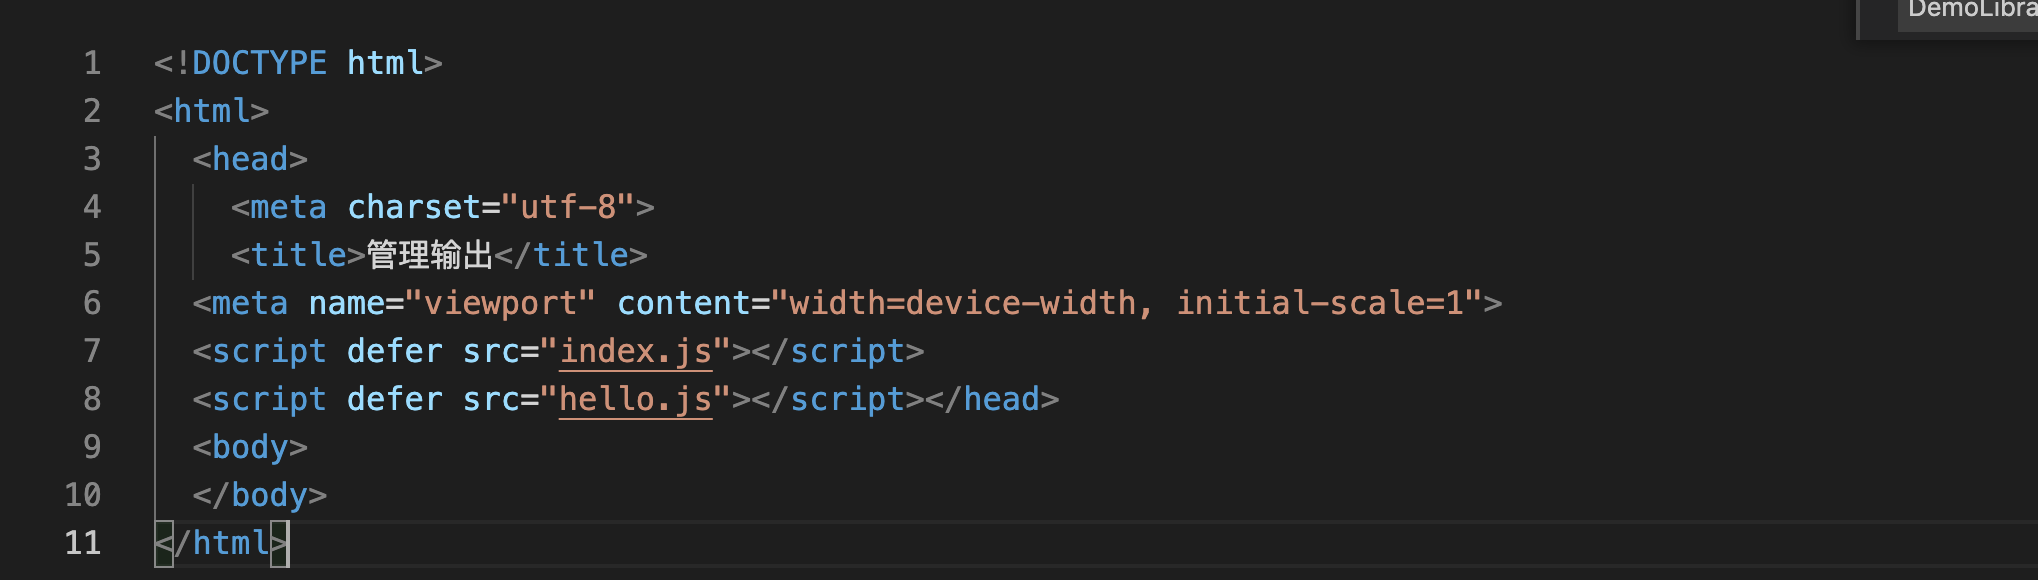 DemoLibra
1 <!DOCTYPE html>
2 <html>
3 <head>
4 <meta charset="utf-8">
5 <title>管理输出</title>
6 <meta name="viewport" content="width=device-width, initial-scale=1">
7 <script defer src="index.js"></script>
8 <script defer src="hello.js"></script></head>
9 <body>
10 </body>
11 </html>